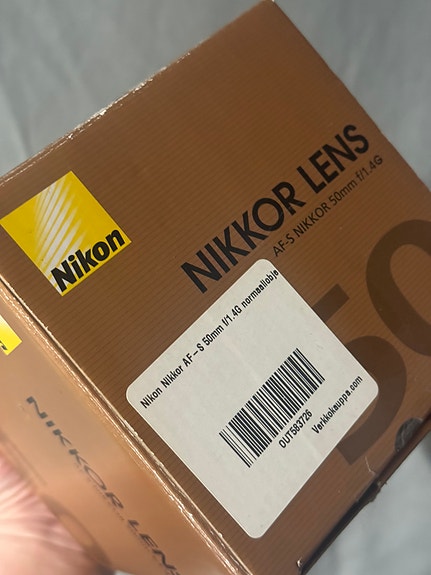 Nikon
NIKKOR LENS
AF-S NIKKOR 50mm f/1.4G
50
Nikon Nikkor AF-S 50mm f/1.4G normaaliobje
OUT583726
Verkkokauppa.com
NIKKOR LENS